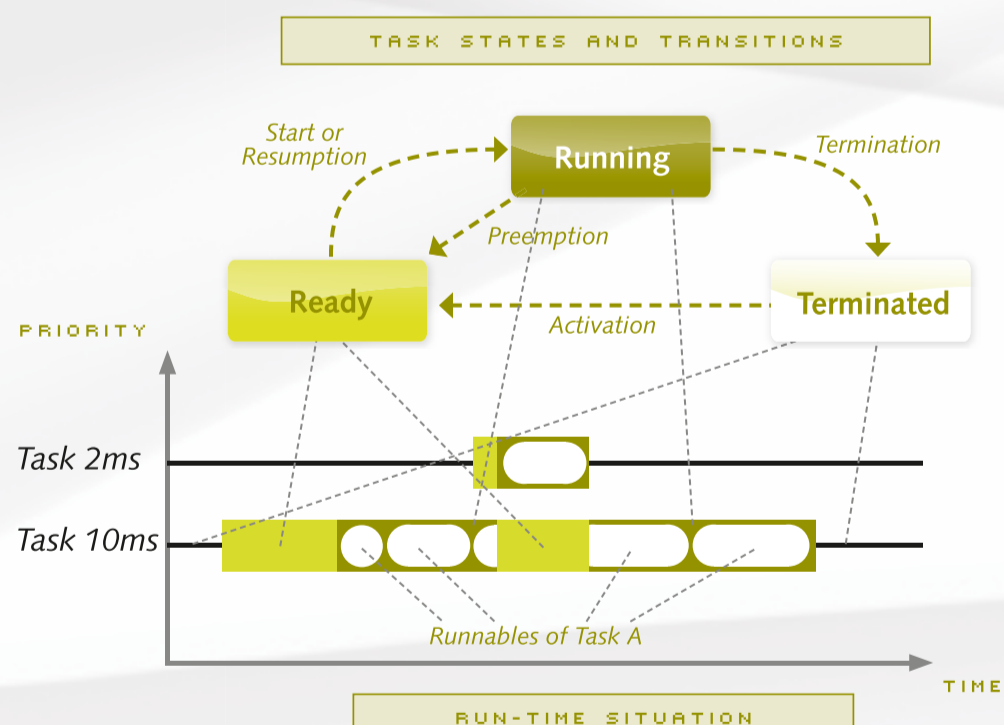 TASK STATES AND TRANSITIONS
Start or
Resumption
Running
Termination
Preemption
Ready
Terminated
Activation
PRIORITY
Task 2ms
Task 10ms
Runnables of Task A
TIME
RUN-TIME SITUATION